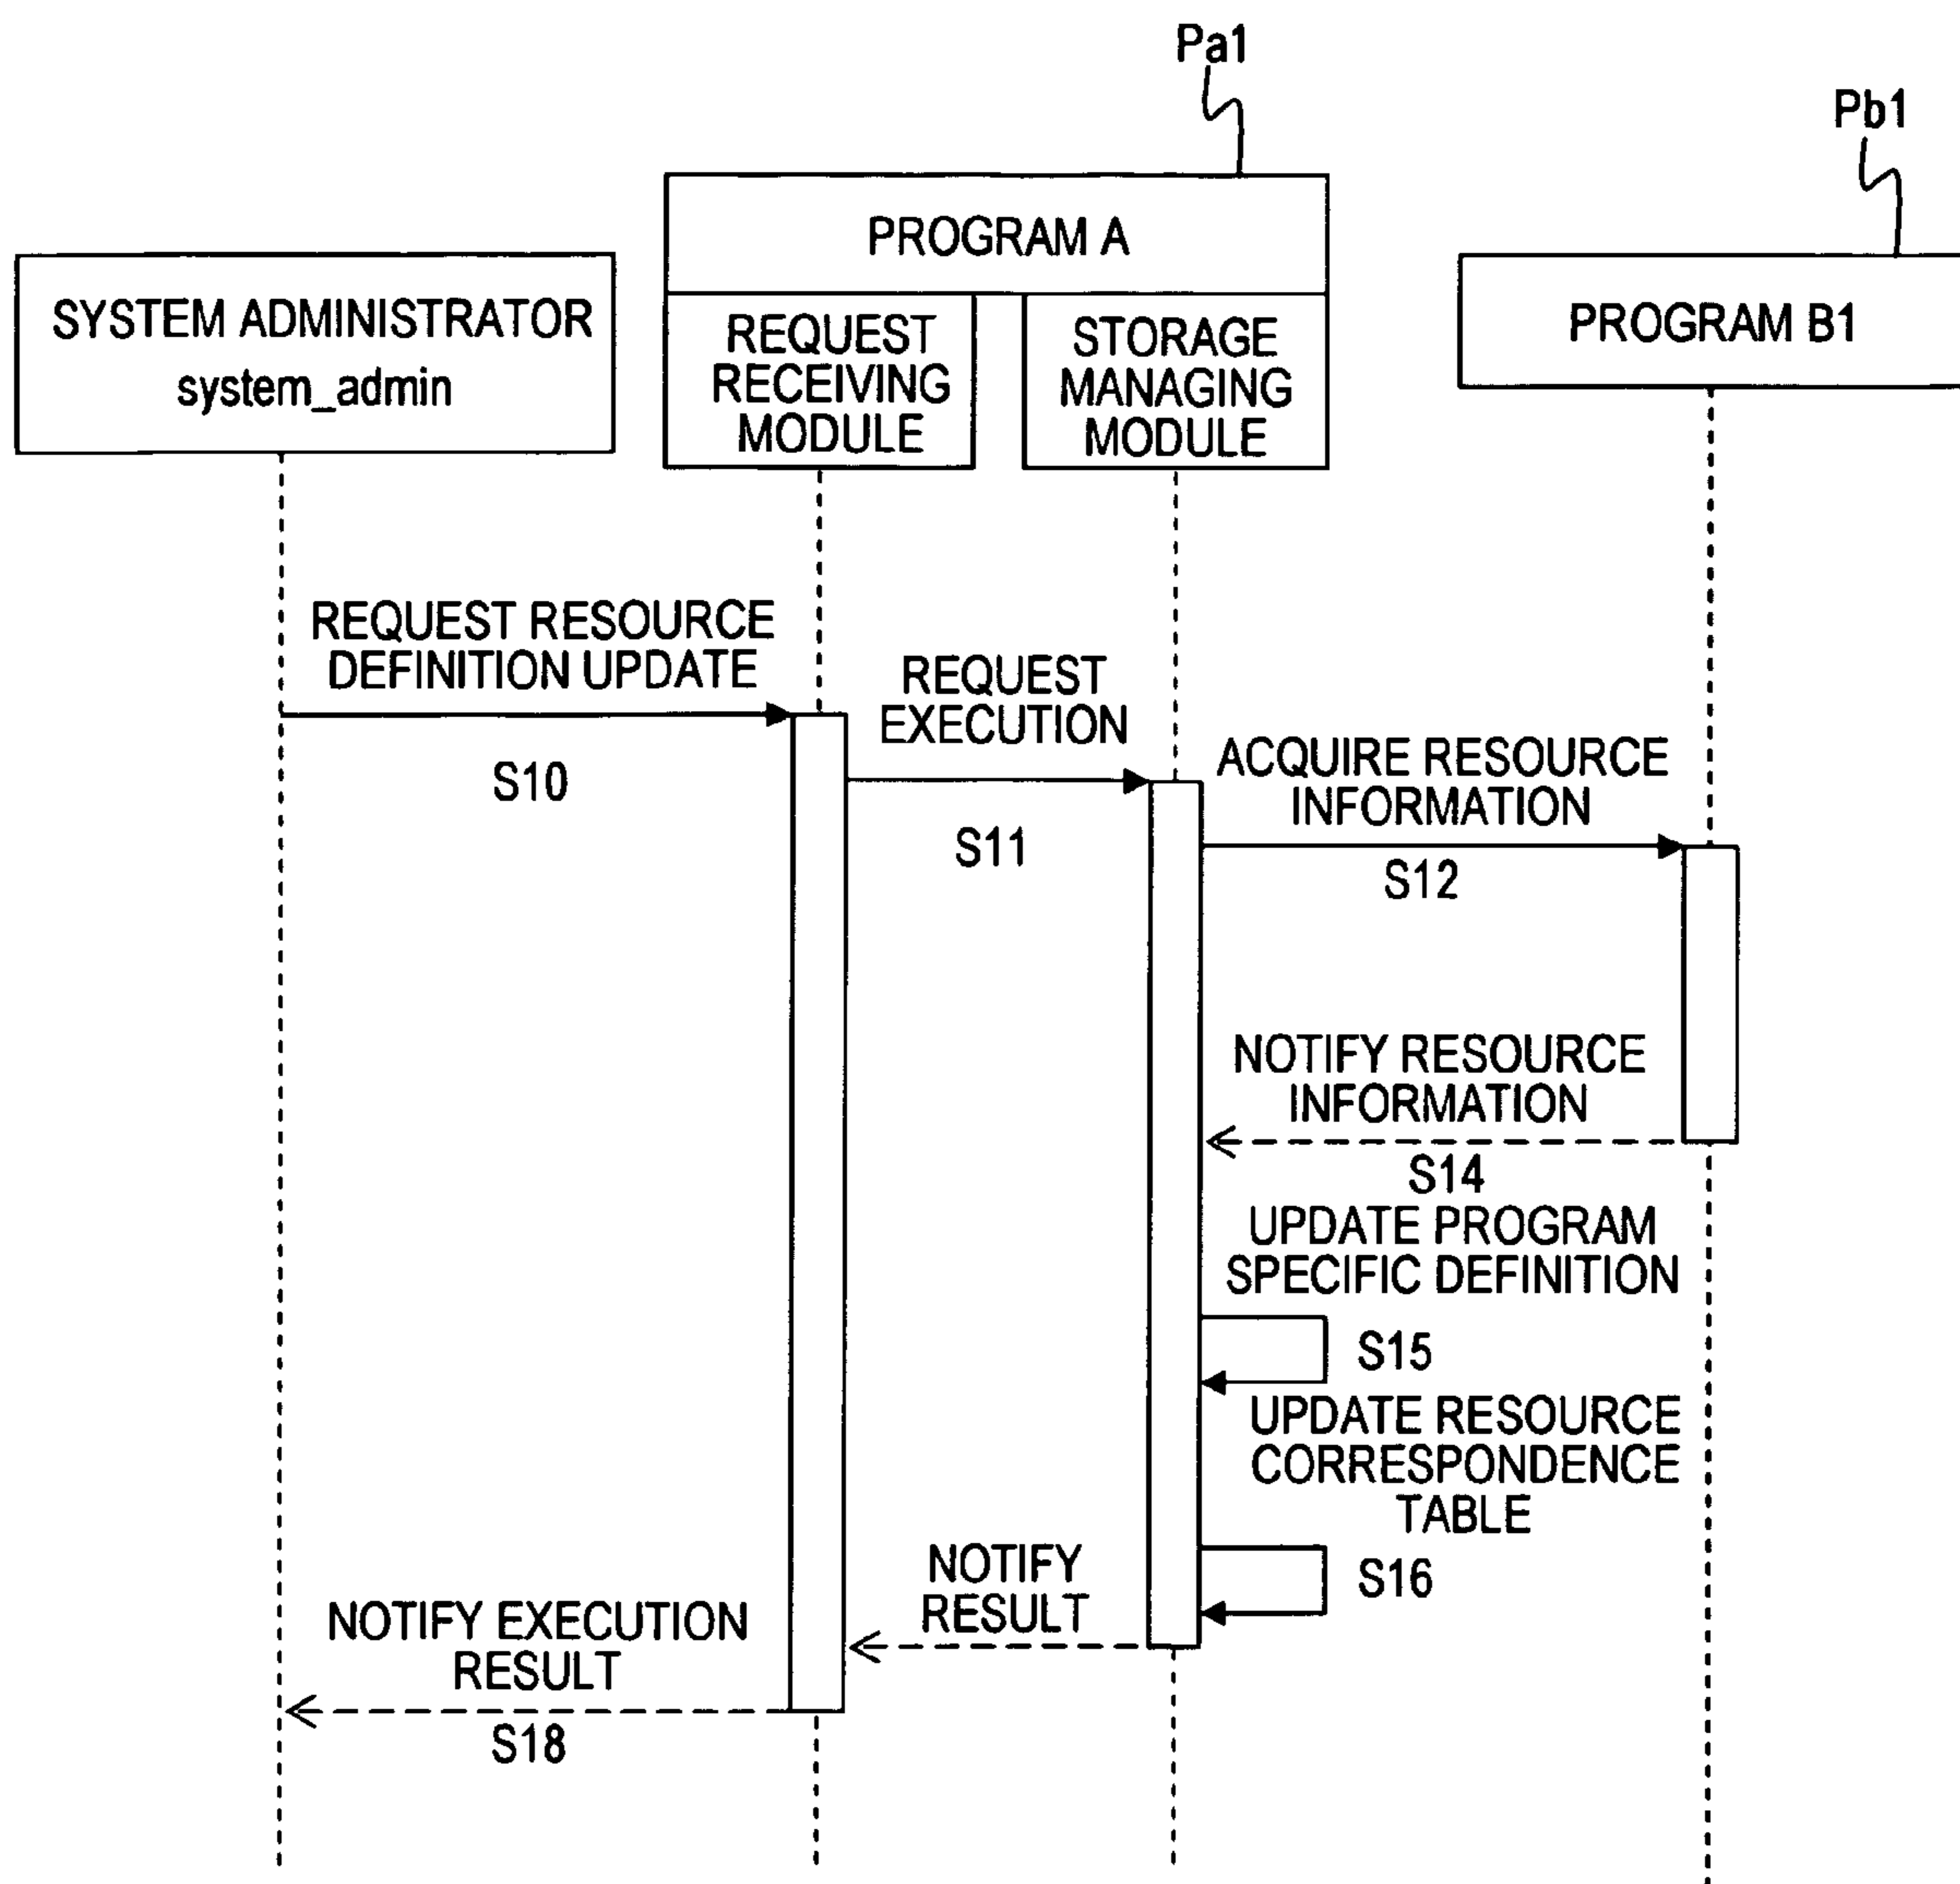 Pa1
Pb1
PROGRAM A
SYSTEM ADMINISTRATOR
system_admin
REQUEST
RECEIVING
MODULE
STORAGE
MANAGING
MODULE
PROGRAM B1
REQUEST RESOURCE
DEFINITION UPDATE
S10
REQUEST
EXECUTION
S11
ACQUIRE RESOURCE
INFORMATION
S12
NOTIFY RESOURCE
INFORMATION
S14
UPDATE PROGRAM
SPECIFIC DEFINITION
S15
UPDATE RESOURCE
CORRESPONDENCE
TABLE
S16
NOTIFY
RESULT
NOTIFY EXECUTION
RESULT
S18